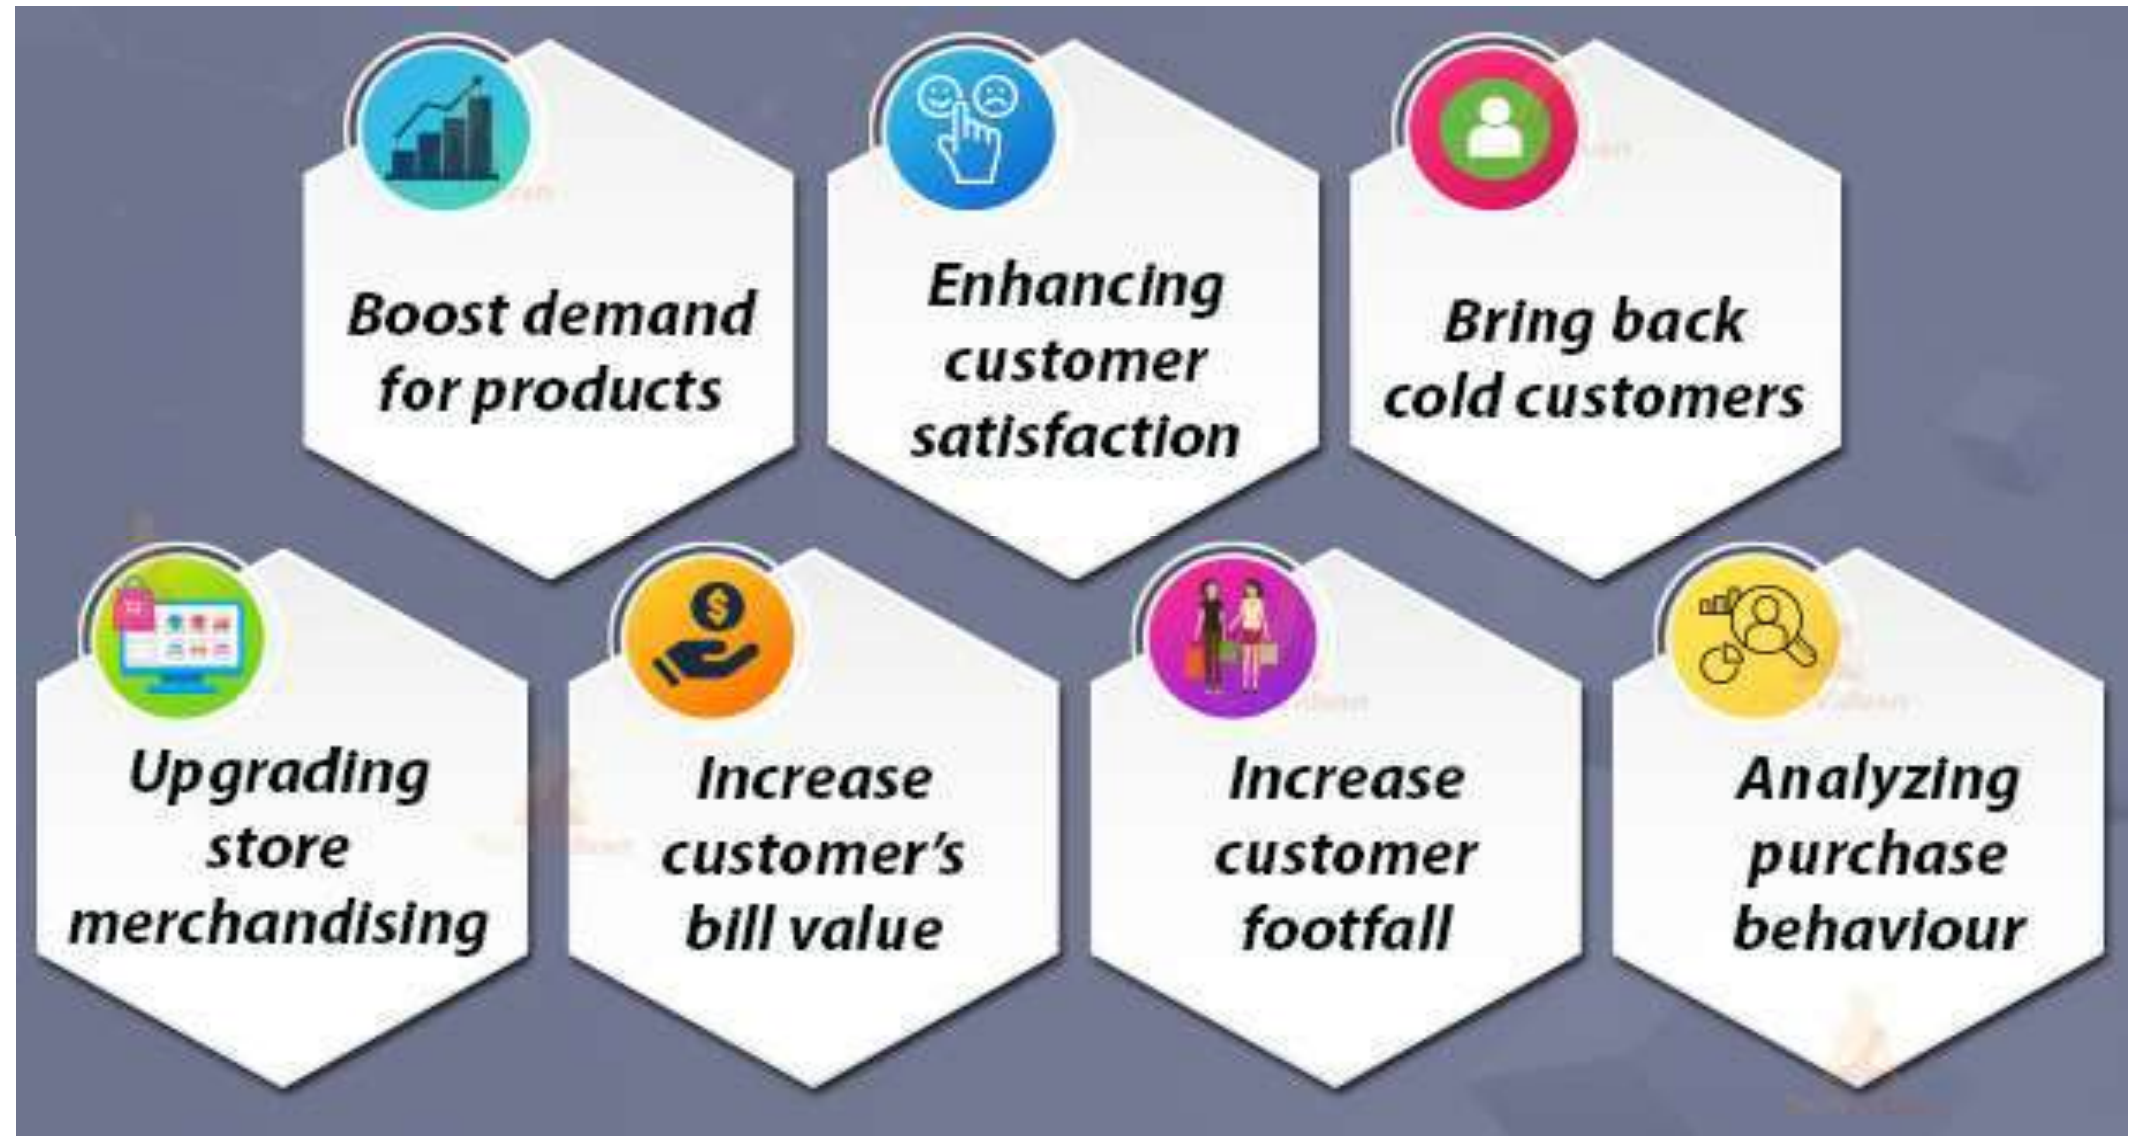 Boost demand
for products
Enhancing
customer
satisfaction
Bring back
cold customers
Upgrading
store
merchandising
Increase
customer's
bill value
Increase
customer
footfall
Analyzing
purchase
behaviour